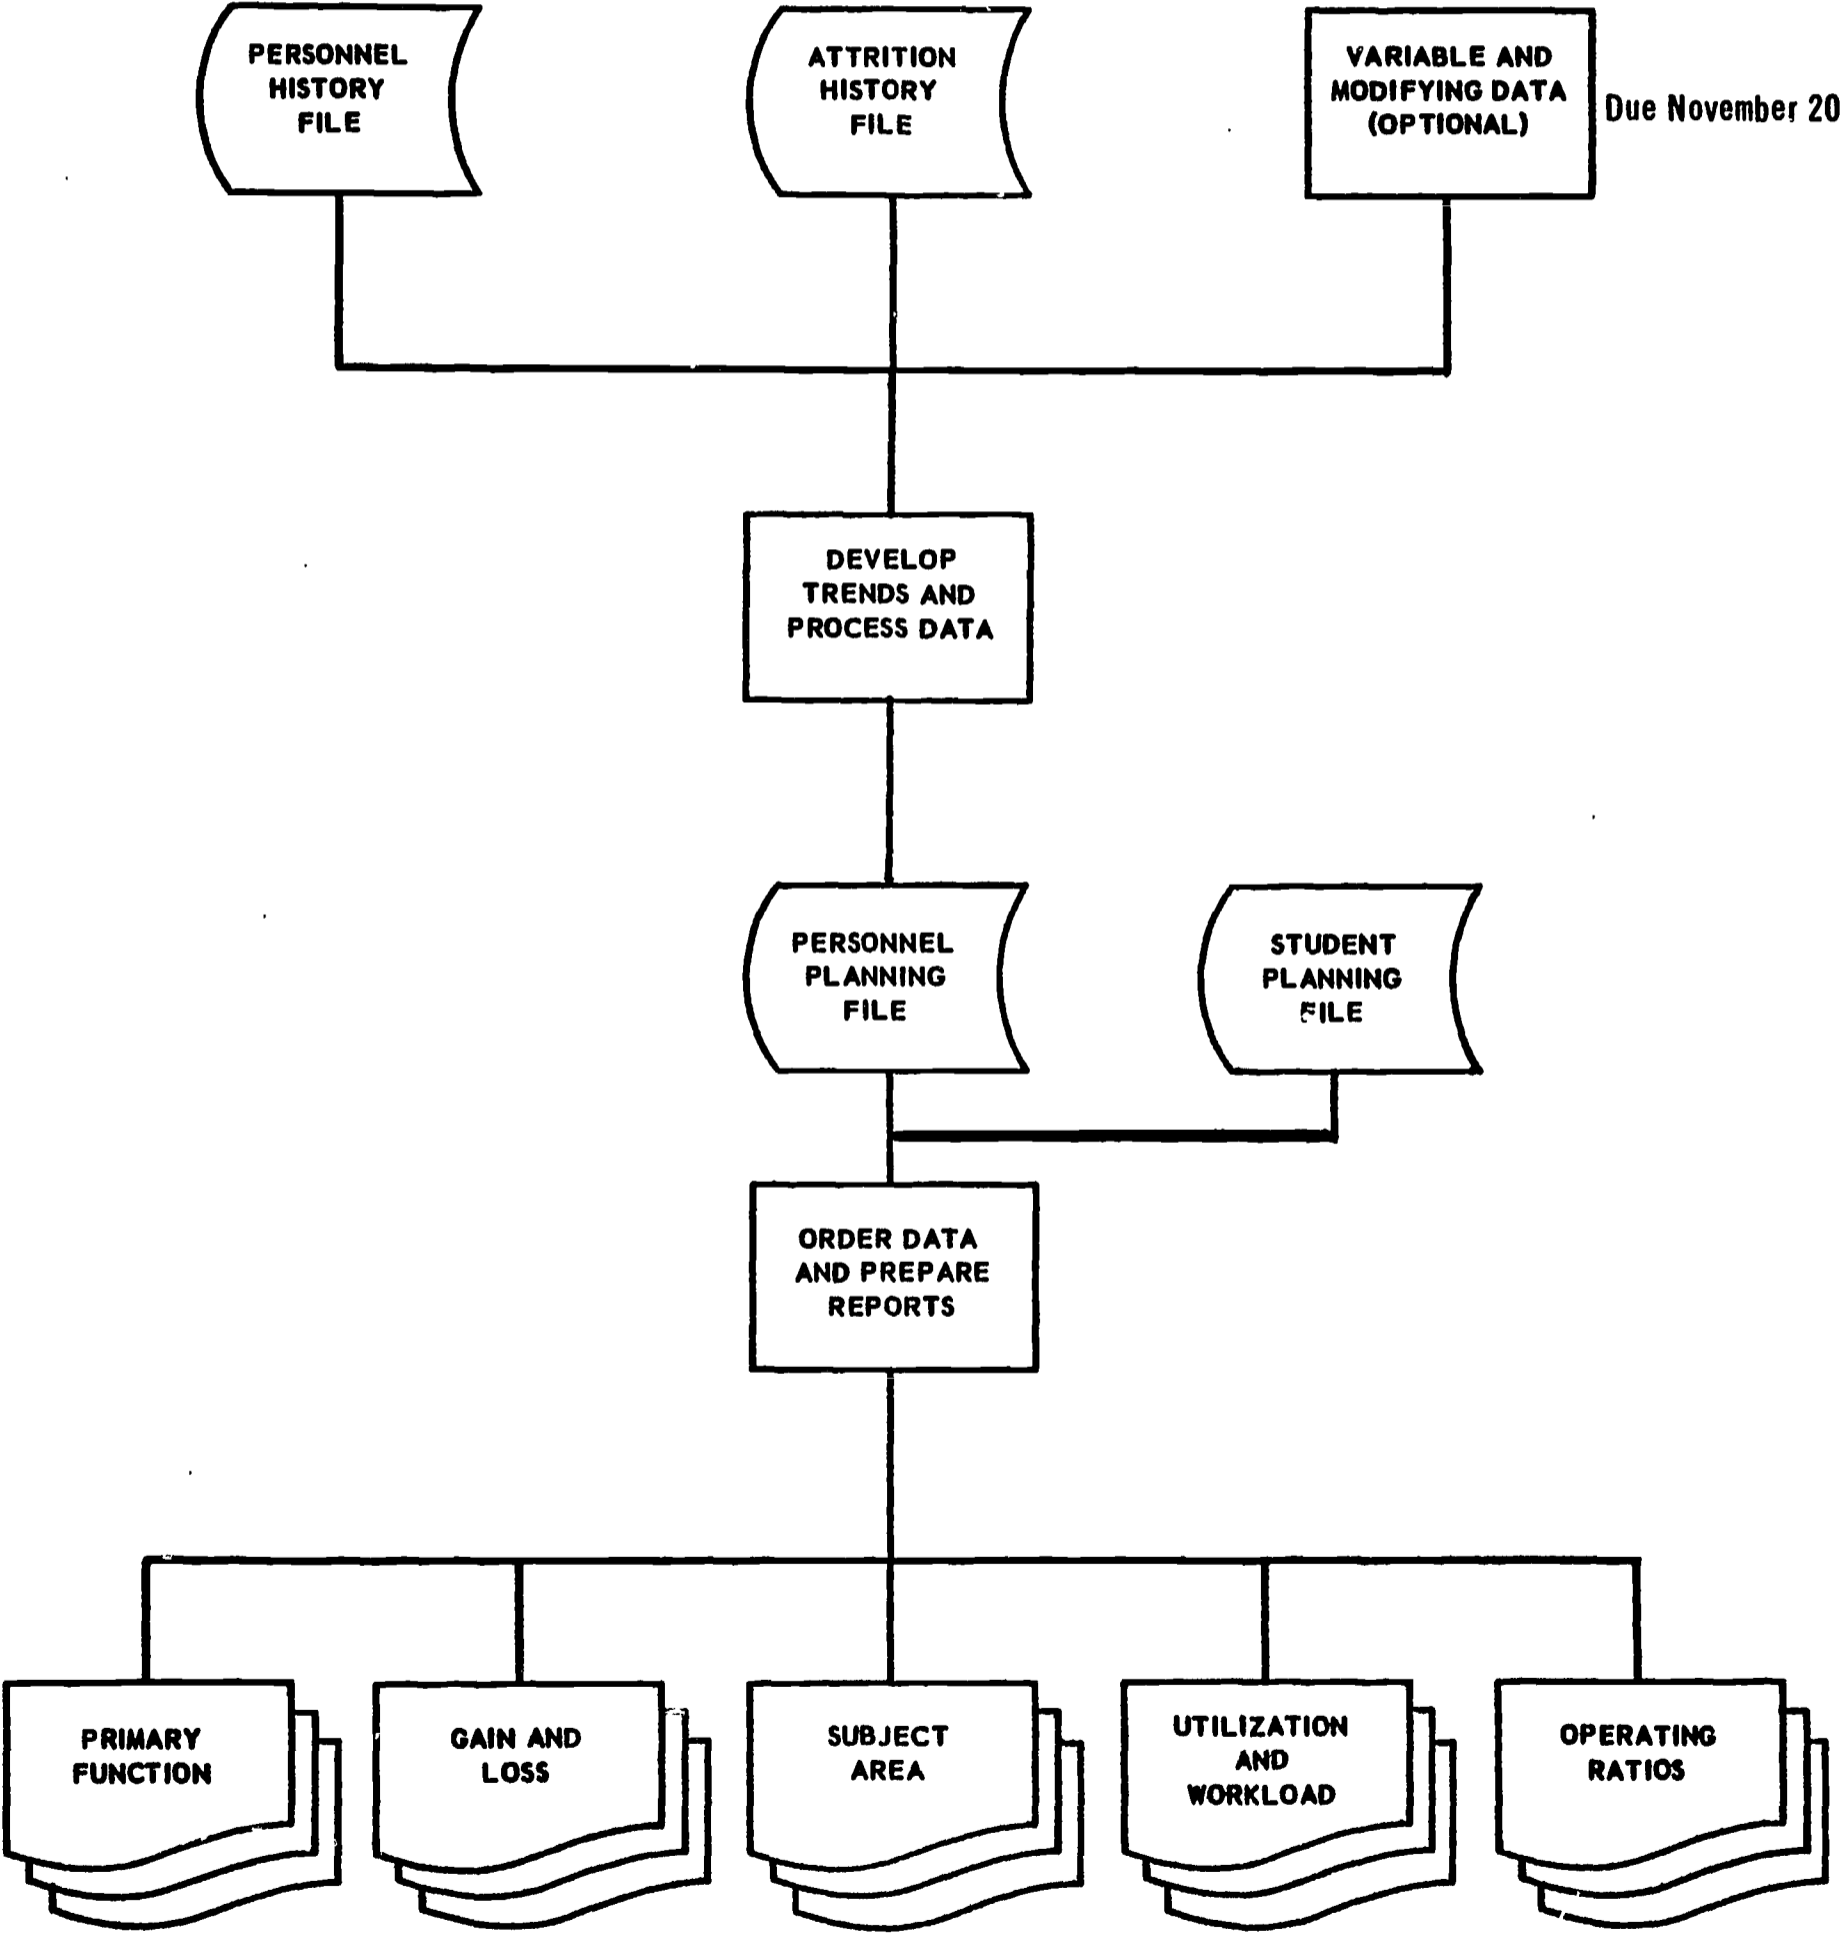 PERSONNEL
HISTORY
FILE
ATTRITION
HISTORY
FILE
VARIABLE AND
MODIFYING DATA
(OPTIONAL)
Due November 20
DEVELOP
TRENDS AND
PROCESS DATA
PERSONNEL
PLANNING
FILE
STUDENT
PLANNING
FILE
ORDER DATA
AND PREPARE
REPORTS
PRIMARY
FUNCTION
GAIN AND
LOSS
SUBJECT
AREA
UTILIZATION
AND
WORKLOAD
OPERATING
RATIOS